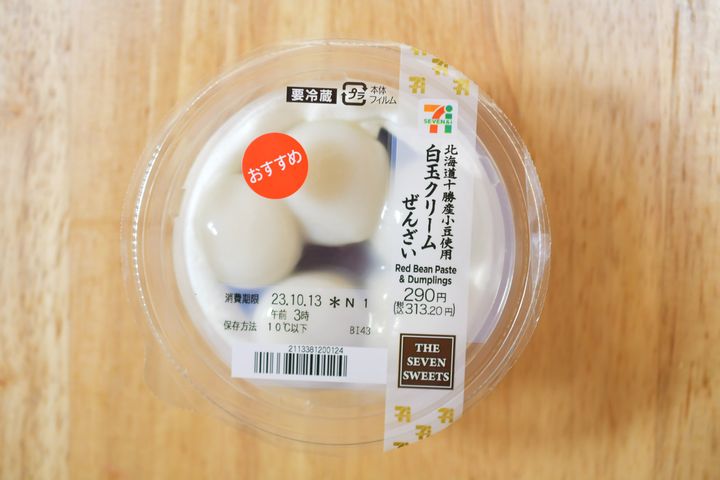 要冷蔵
プラ
本体
フィルム
7i
SEVEN&i
おすすめ
北海道十勝産小豆使用
白玉クリーム
ぜんざい
Red Bean Paste
& Dumplings
290円
(税込313.20円)
消費期限 23.10.13 ＊N 1
午前 3時
保存方法 10℃以下 BI43
2113381200124
THE
SEVEN
SWEETS